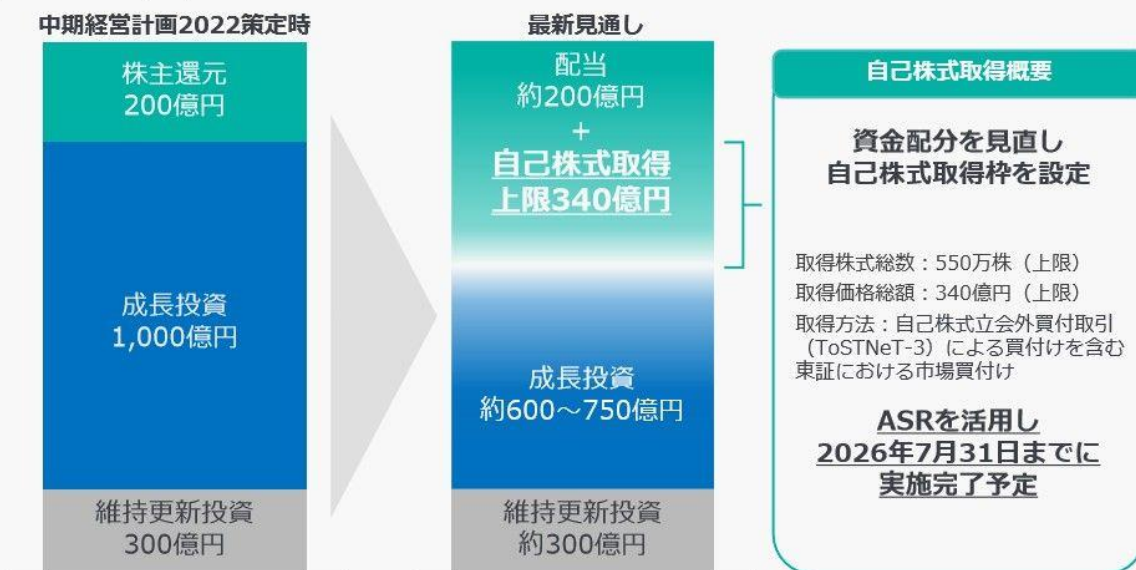 中期経営計画2022策定時
株主還元
200億円
成長投資
1,000億円
維持更新投資
300億円
最新見通し
配当
約200億円
+
自己株式取得
上限340億円
成長投資
約600～750億円
維持更新投資
約300億円
自己株式取得概要
資金配分を見直し
自己株式取得枠を設定
取得株式総数：550万株（上限）
取得価格総額：340億円（上限）
取得方法：自己株式立会外買付取引
（ToSTNeT-3）による買付けを含む
東証における市場買付け
ASRを活用し
2026年7月31日までに
実施完了予定